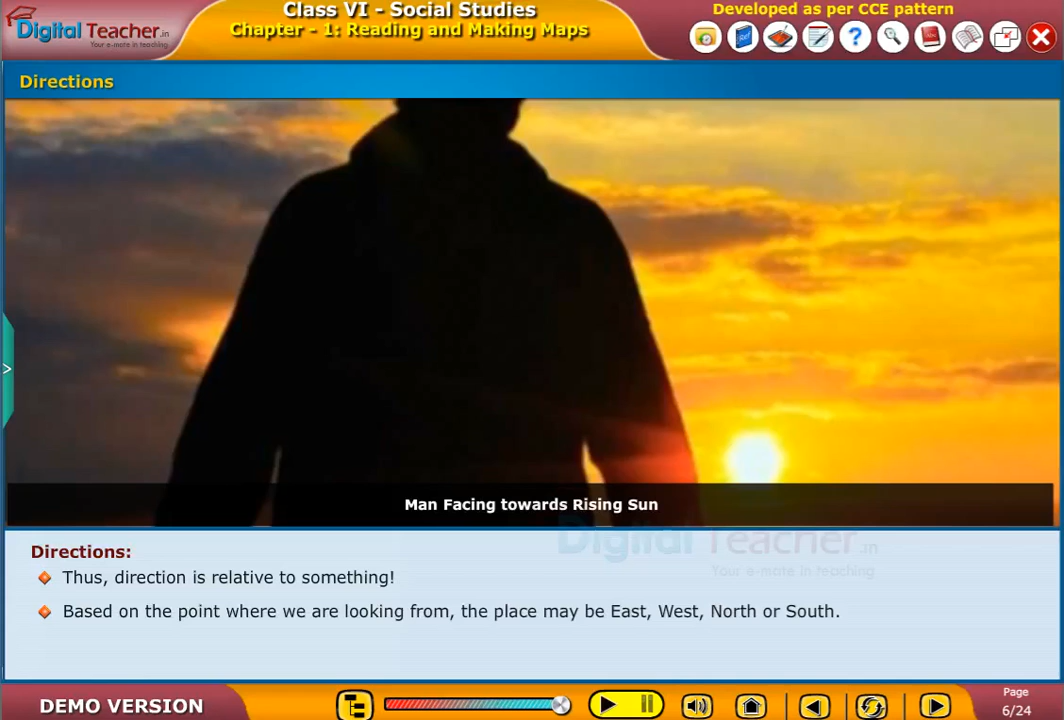 Digital Teacher.in
Your e-mate in teaching
Class VI - Social Studies
Chapter - 1: Reading and Making Maps
Developed as per CCE pattern
Ref
?
ABC
Directions
>
Man Facing towards Rising Sun
Digital Teacher.in
Your e-mate in teaching
Directions:
Thus, direction is relative to something!
Based on the point where we are looking from, the place may be East, West, North or South.
DEMO VERSION
Page
6/24